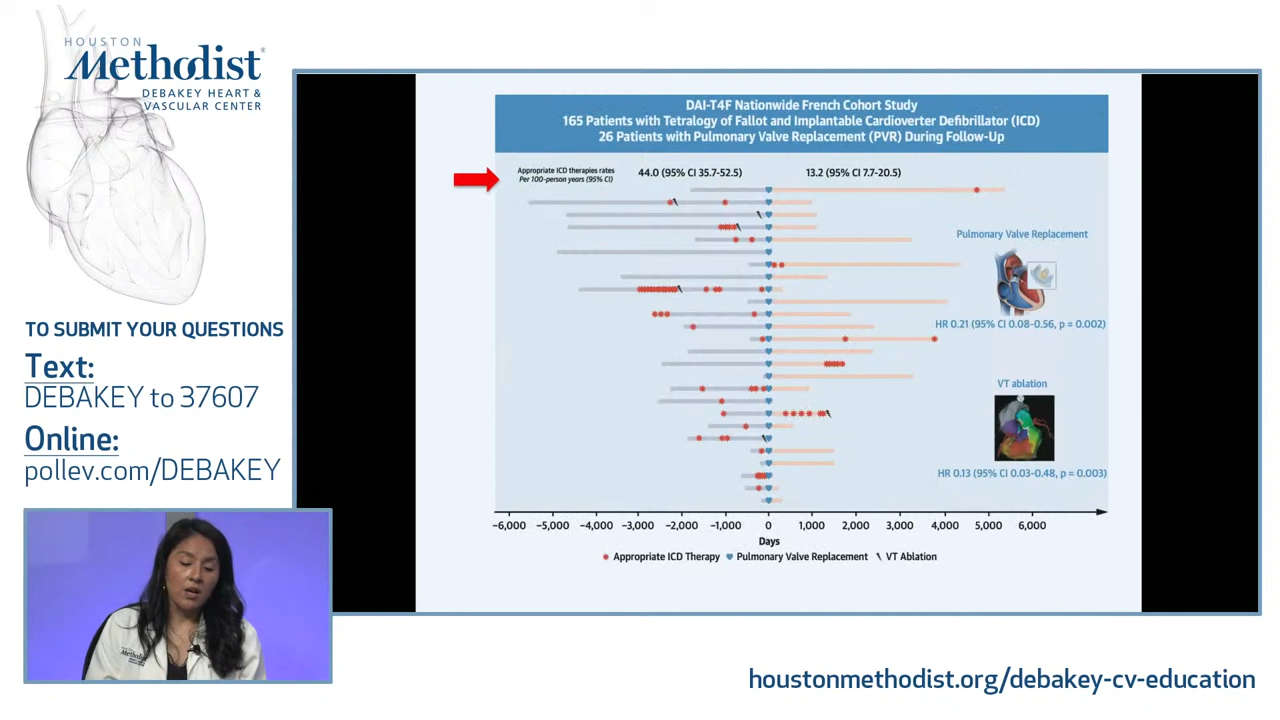 HOUSTON
Methodist®
DEBAKEY HEART &
VASCULAR CENTER
TO SUBMIT YOUR QUESTIONS
Text:
DEBAKEY to 37607
Online:
pollev.com/DEBAKEY
DAI-T4F Nationwide French Cohort Study
165 Patients with Tetralogy of Fallot and Implantable Cardioverter Defibrillator (ICD)
26 Patients with Pulmonary Valve Replacement (PVR) During Follow-Up
Appropriate ICD therapies rates
Per 100-person years (95% CI)
44.0 (95% CI 35.7-52.5)
13.2 (95% CI 7.7-20.5)
Pulmonary Valve Replacement
HR 0.21 (95% CI 0.08-0.56, p = 0.002)
VT ablation
HR 0.13 (95% CI 0.03-0.48, p = 0.003)
−6,000 −5,000 −4,000 −3,000 −2,000 −1,000 0 1,000 2,000 3,000 4,000 5,000 6,000
Days
Appropriate ICD Therapy Pulmonary Valve Replacement VT Ablation
Methodist
houstonmethodist.org/debakey-cv-education